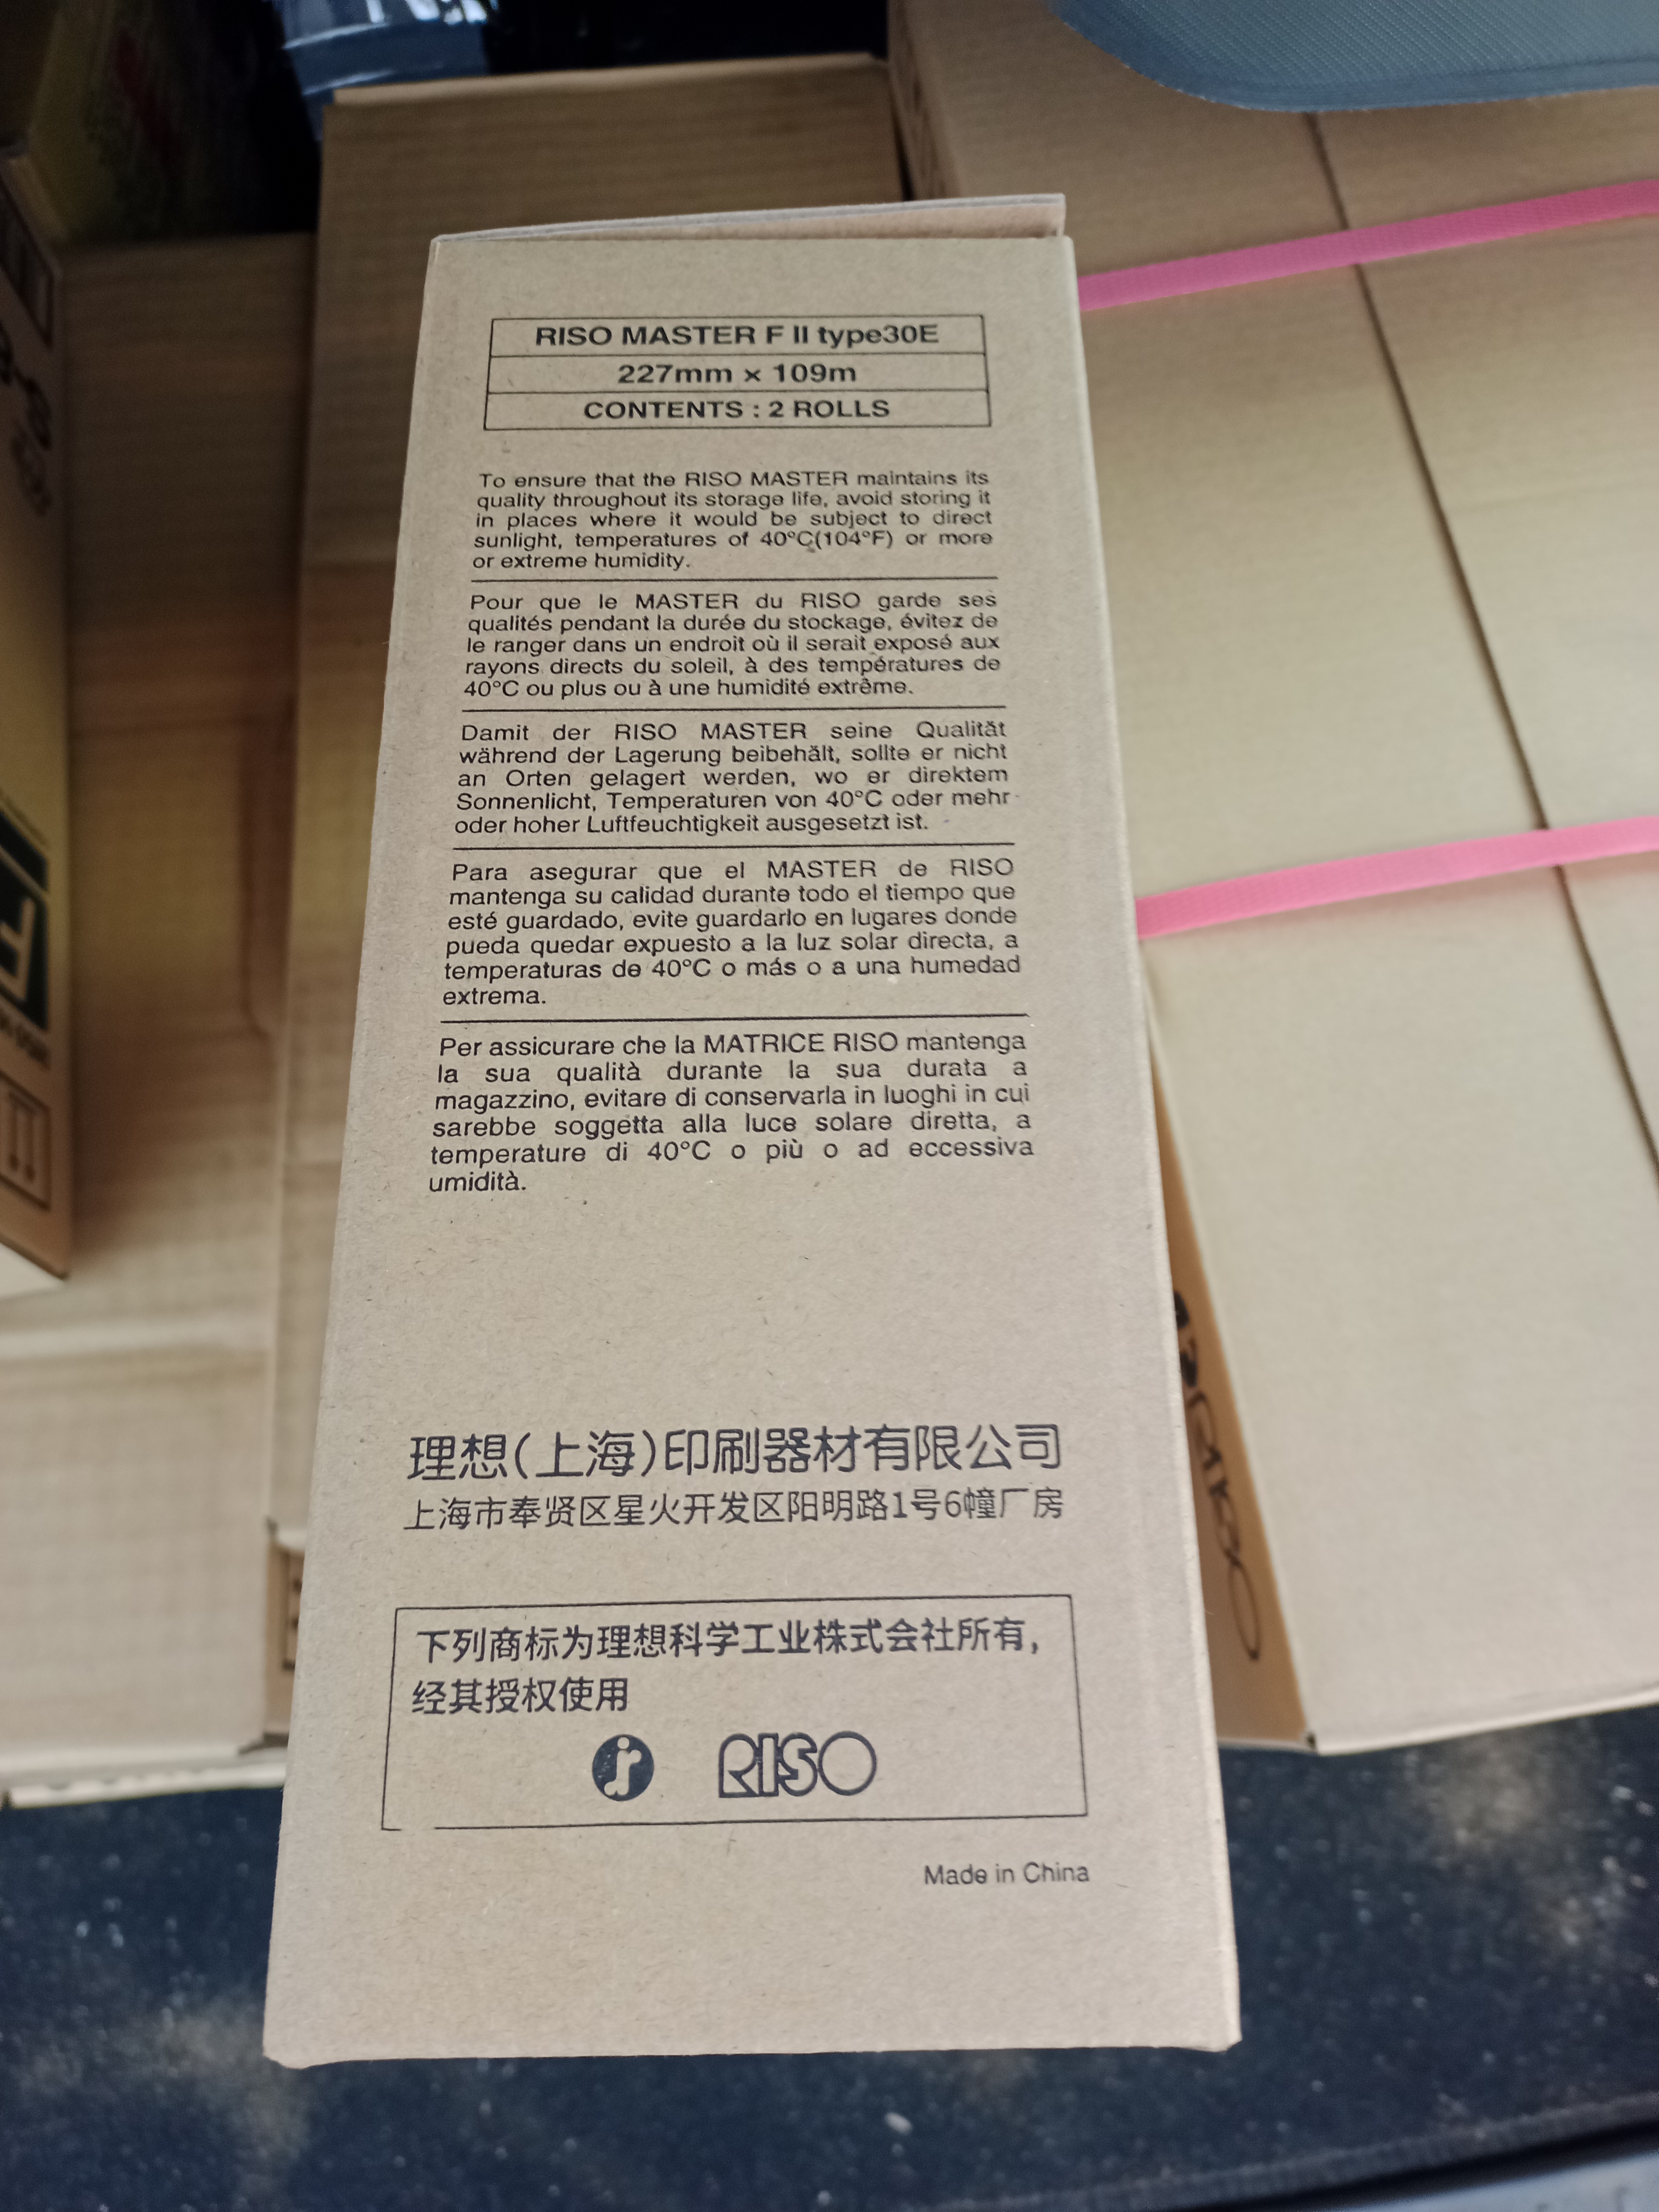 RISO MASTER F II type30E
227mm × 109m
CONTENTS : 2 ROLLS
To ensure that the RISO MASTER maintains its
quality throughout its storage life, avoid storing it
in places where it would be subject to direct
sunlight, temperatures of 40°C(104°F) or more
or extreme humidity.
Pour que le MASTER du RISO garde ses
qualités pendant la durée du stockage, évitez de
le ranger dans un endroit où il serait exposé aux
rayons directs du soleil, à des températures de
40°C ou plus ou à une humidité extrême.
Damit der RISO MASTER seine Qualität
während der Lagerung beibehält, sollte er nicht
an Orten gelagert werden, wo er direktem
Sonnenlicht, Temperaturen von 40°C oder mehr
oder hoher Luftfeuchtigkeit ausgesetzt ist.
Para asegurar que el MASTER de RISO
mantenga su calidad durante todo el tiempo que
esté guardado, evite guardarlo en lugares donde
pueda quedar expuesto a la luz solar directa, a
temperaturas de 40°C o más o a una humedad
extrema.
Per assicurare che la MATRICE RISO mantenga
la sua qualità durante la sua durata a
magazzino, evitare di conservarla in luoghi in cui
sarebbe soggetta alla luce solare diretta, a
temperature di 40°C o più o ad eccessiva
umidità.
理想(上海)印刷器材有限公司
上海市奉贤区星火开发区阳明路1号6幢厂房
下列商标为理想科学工业株式会社所有,
经其授权使用
RISO
Made in China